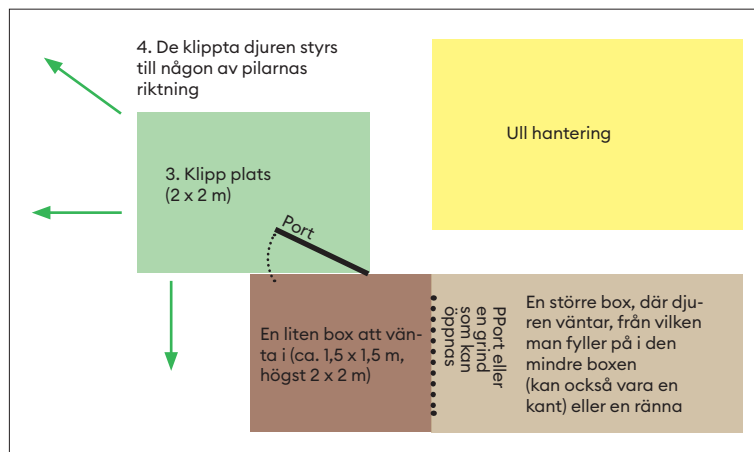 4. De klippta djuren styrs
till någon av pilarnas
riktning
Ull hantering
3. Klipp plats
(2 x 2 m)
Port
En liten box att vän-
ta i (ca. 1,5 x 1,5 m,
högst 2 x 2 m)
PPort eller
en grind
som kan
öppnas
En större box, där dju-
ren väntar, från vilken
man fyller på i den
mindre boxen
(kan också vara en
kant) eller en ränna